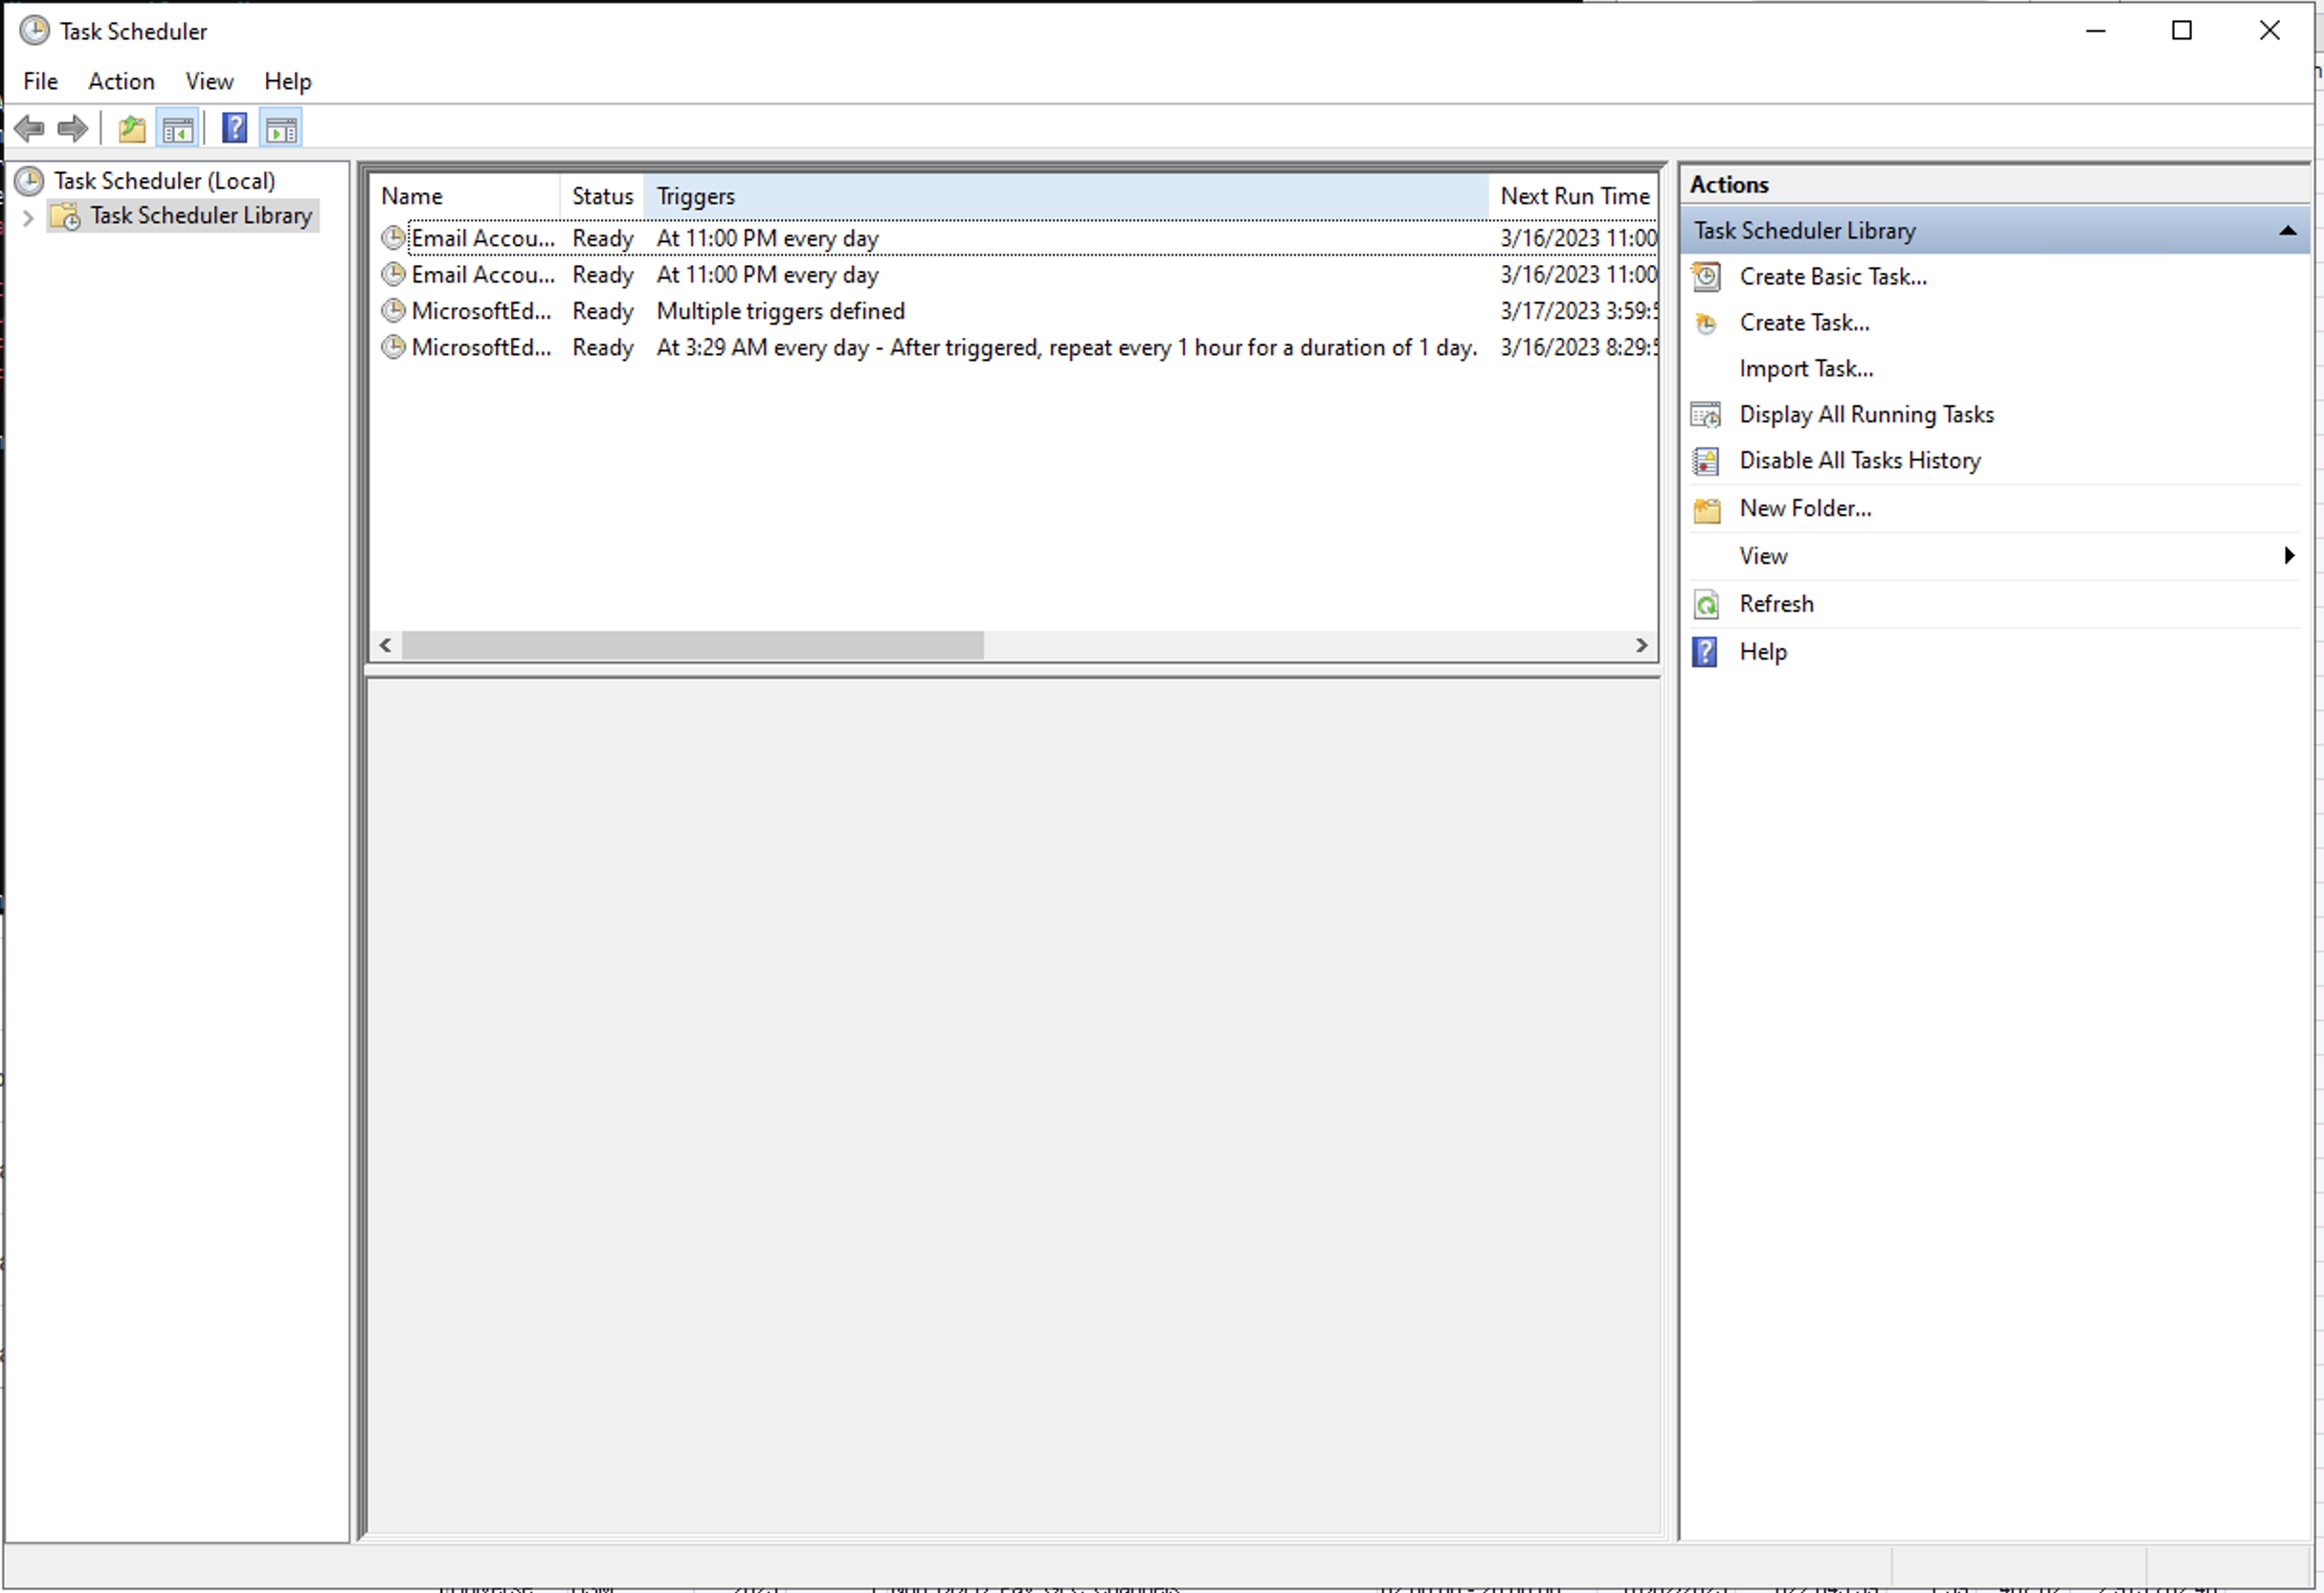 Task Scheduler
File Action View Help
Task Scheduler (Local)
Task Scheduler Library
Name Status Triggers Next Run Time
Email Accou... Ready At 11:00 PM every day 3/16/2023 11:00
Email Accou... Ready At 11:00 PM every day 3/16/2023 11:00
MicrosoftEd... Ready Multiple triggers defined 3/17/2023 3:59:5
MicrosoftEd... Ready At 3:29 AM every day - After triggered, repeat every 1 hour for a duration of 1 day. 3/16/2023 8:29:5
Actions
Task Scheduler Library
Create Basic Task...
Create Task...
Import Task...
Display All Running Tasks
Disable All Tasks History
New Folder...
View
Refresh
Help